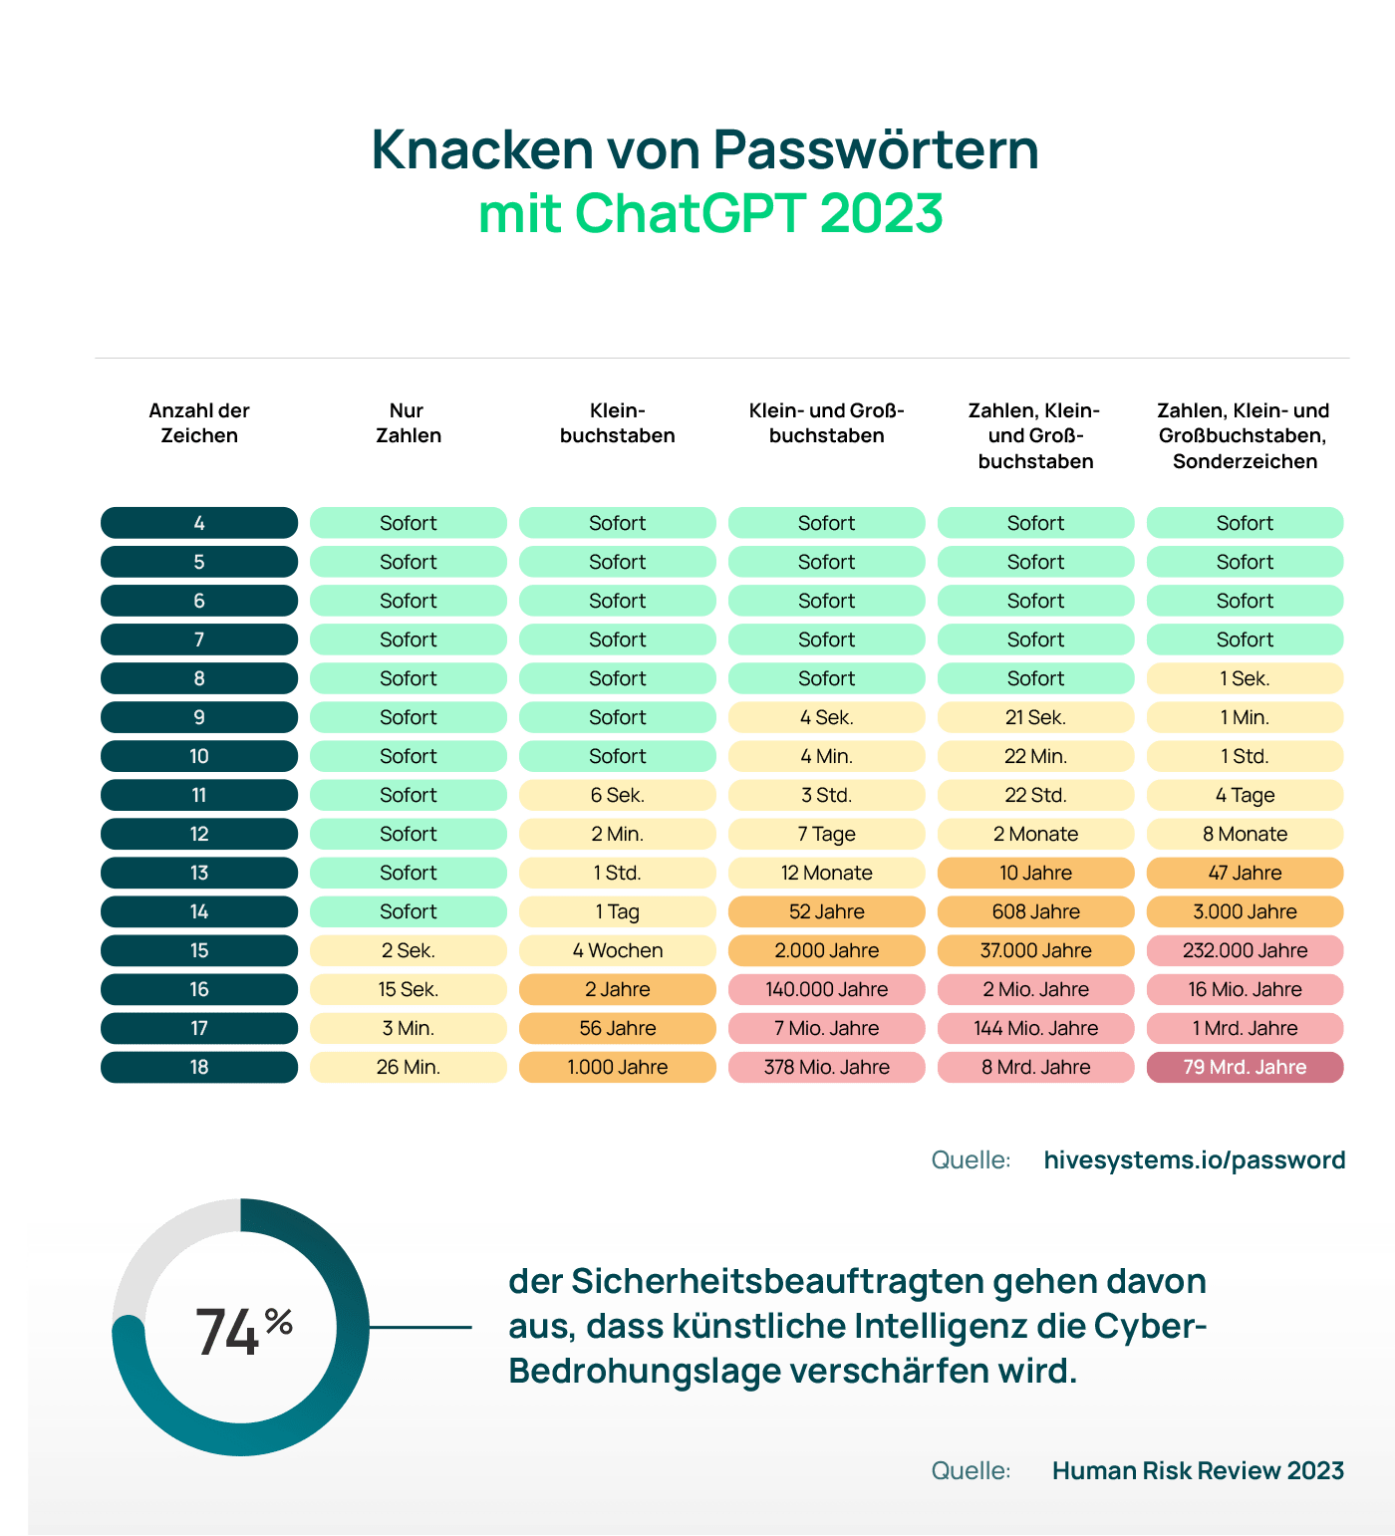 Knacken von Passwörtern
mit ChatGPT 2023
Anzahl der Zeichen
Nur Zahlen
Klein-
buchstaben
Klein- und Groß-
buchstaben
Zahlen, Klein-
und Groß-
buchstaben
Zahlen, Klein- und
Großbuchstaben,
Sonderzeichen
4 Sofort Sofort Sofort Sofort Sofort
5 Sofort Sofort Sofort Sofort Sofort
6 Sofort Sofort Sofort Sofort Sofort
7 Sofort Sofort Sofort Sofort Sofort
8 Sofort Sofort Sofort Sofort 1 Sek.
9 Sofort Sofort 4 Sek. 21 Sek. 1 Min.
10 Sofort Sofort 4 Min. 22 Min. 1 Std.
11 Sofort 6 Sek. 3 Std. 22 Std. 4 Tage
12 Sofort 2 Min. 7 Tage 2 Monate 8 Monate
13 Sofort 1 Std. 12 Monate 10 Jahre 47 Jahre
14 Sofort 1 Tag 52 Jahre 608 Jahre 3.000 Jahre
15 2 Sek. 4 Wochen 2.000 Jahre 37.000 Jahre 232.000 Jahre
16 15 Sek. 2 Jahre 140.000 Jahre 2 Mio. Jahre 16 Mio. Jahre
17 3 Min. 56 Jahre 7 Mio. Jahre 144 Mio. Jahre 1 Mrd. Jahre
18 26 Min. 1.000 Jahre 378 Mio. Jahre 8 Mrd. Jahre 79 Mrd. Jahre
Quelle: hivesystems.io/password
74%
der Sicherheitsbeauftragten gehen davon
aus, dass künstliche Intelligenz die Cyber-
Bedrohungslage verschärfen wird.
Quelle: Human Risk Review 2023